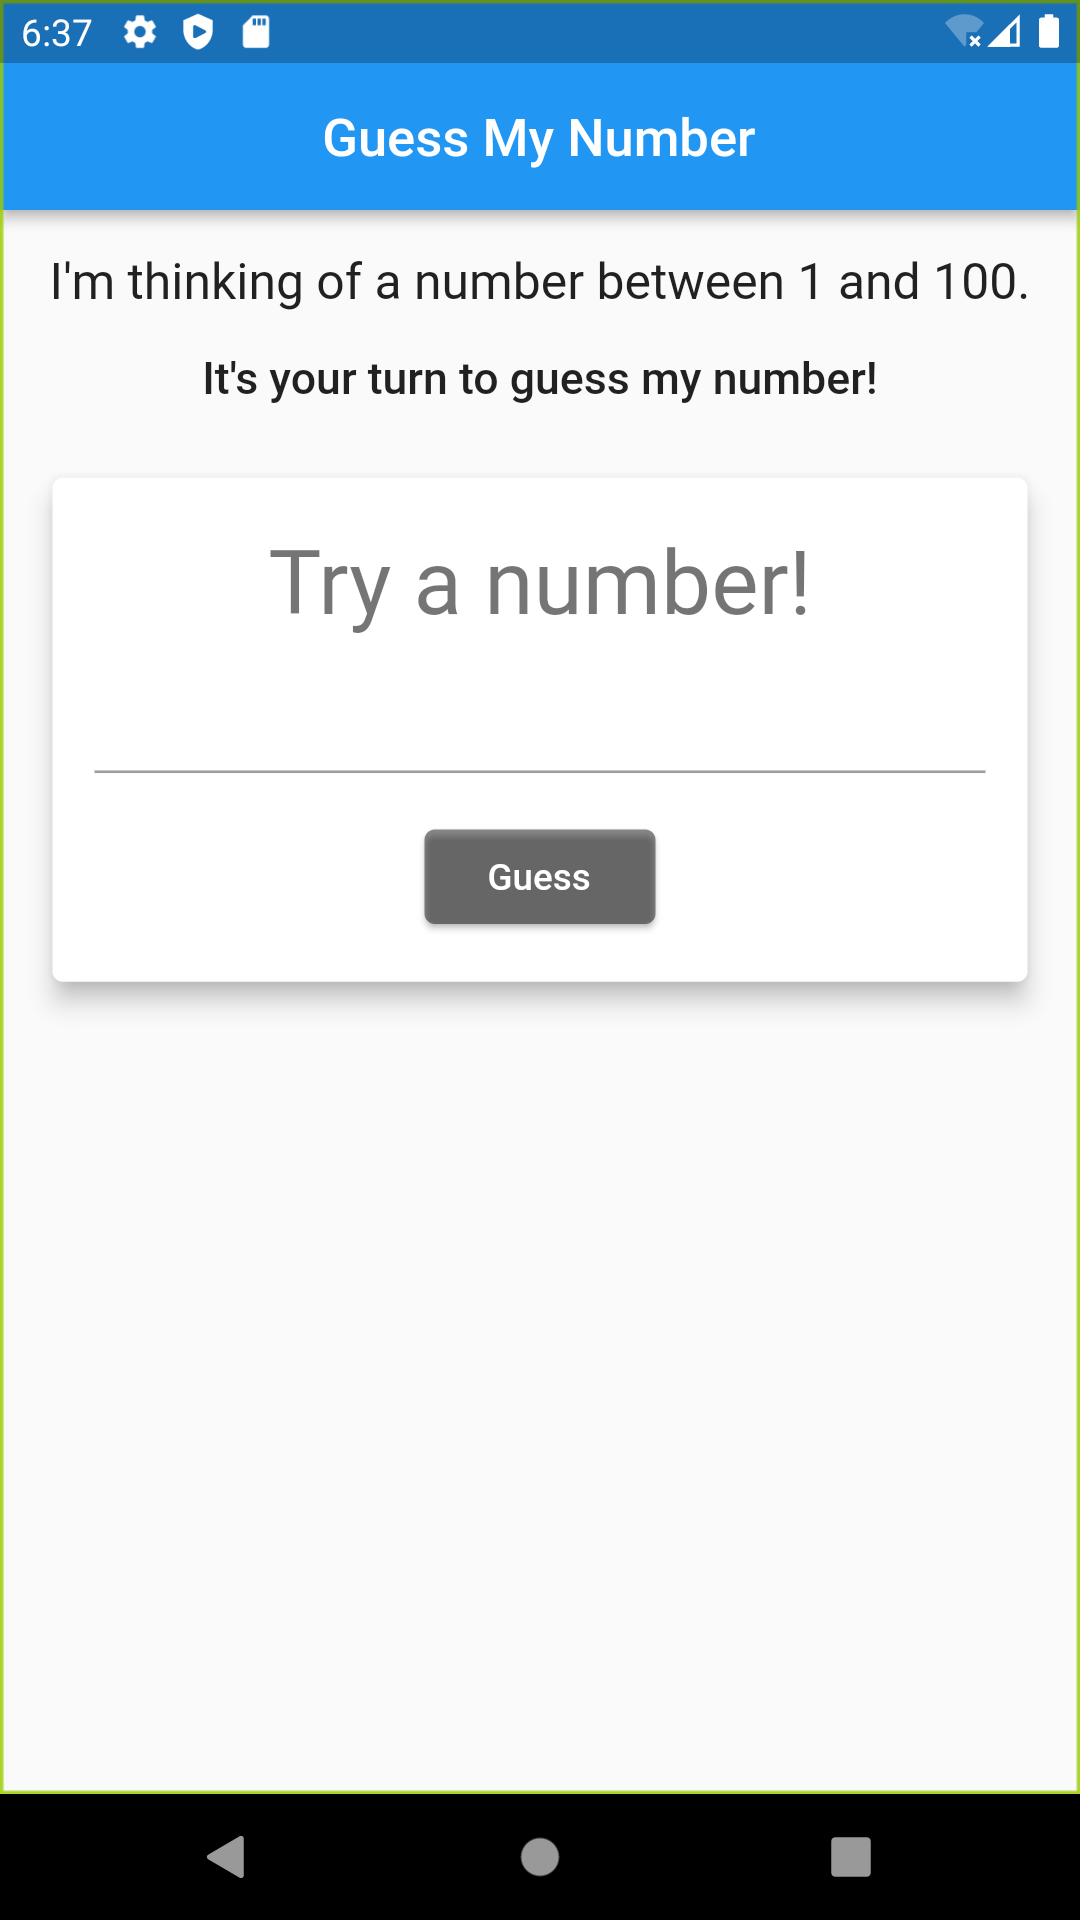 6:37
Guess My Number
I'm thinking of a number between 1 and 100.
It's your turn to guess my number!
Try a number!
Guess